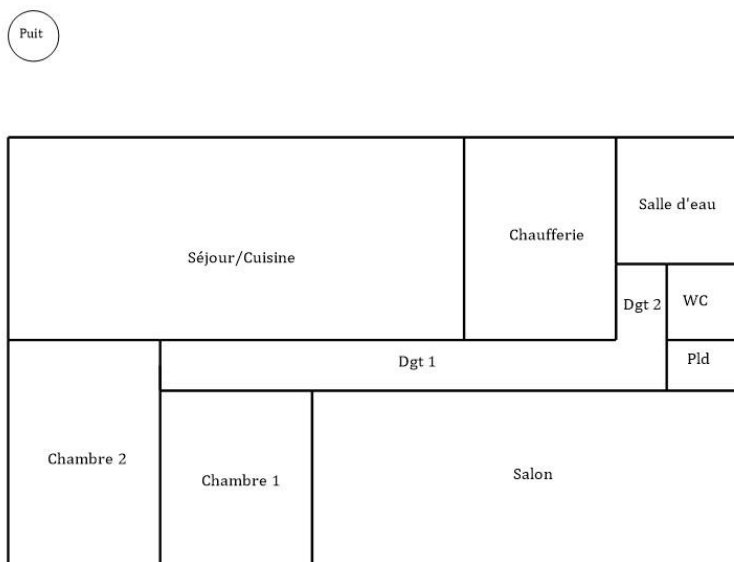 Puit
Salle d'eau
Chaufferie
Séjour/Cuisine
Dgt 2
WC
Dgt 1
Pld
Chambre 2
Chambre 1
Salon